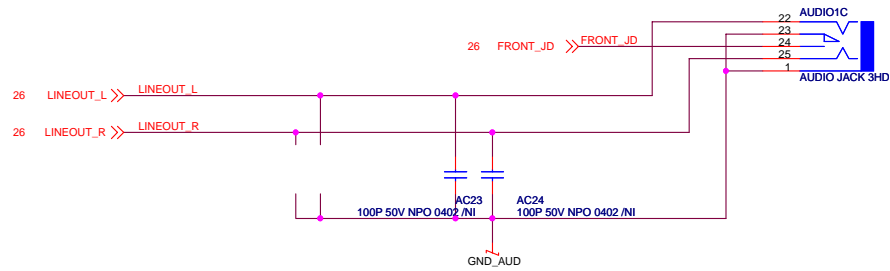 AUDIO1C
22
23
26 FRONT_JD FRONT_JD 24
25
1
AUDIO JACK 3HD
26 LINEOUT_L LINEOUT_L
26 LINEOUT_R LINEOUT_R
AC23 AC24
100P 50V NPO 0402 /NI 100P 50V NPO 0402 /NI
GND_AUD